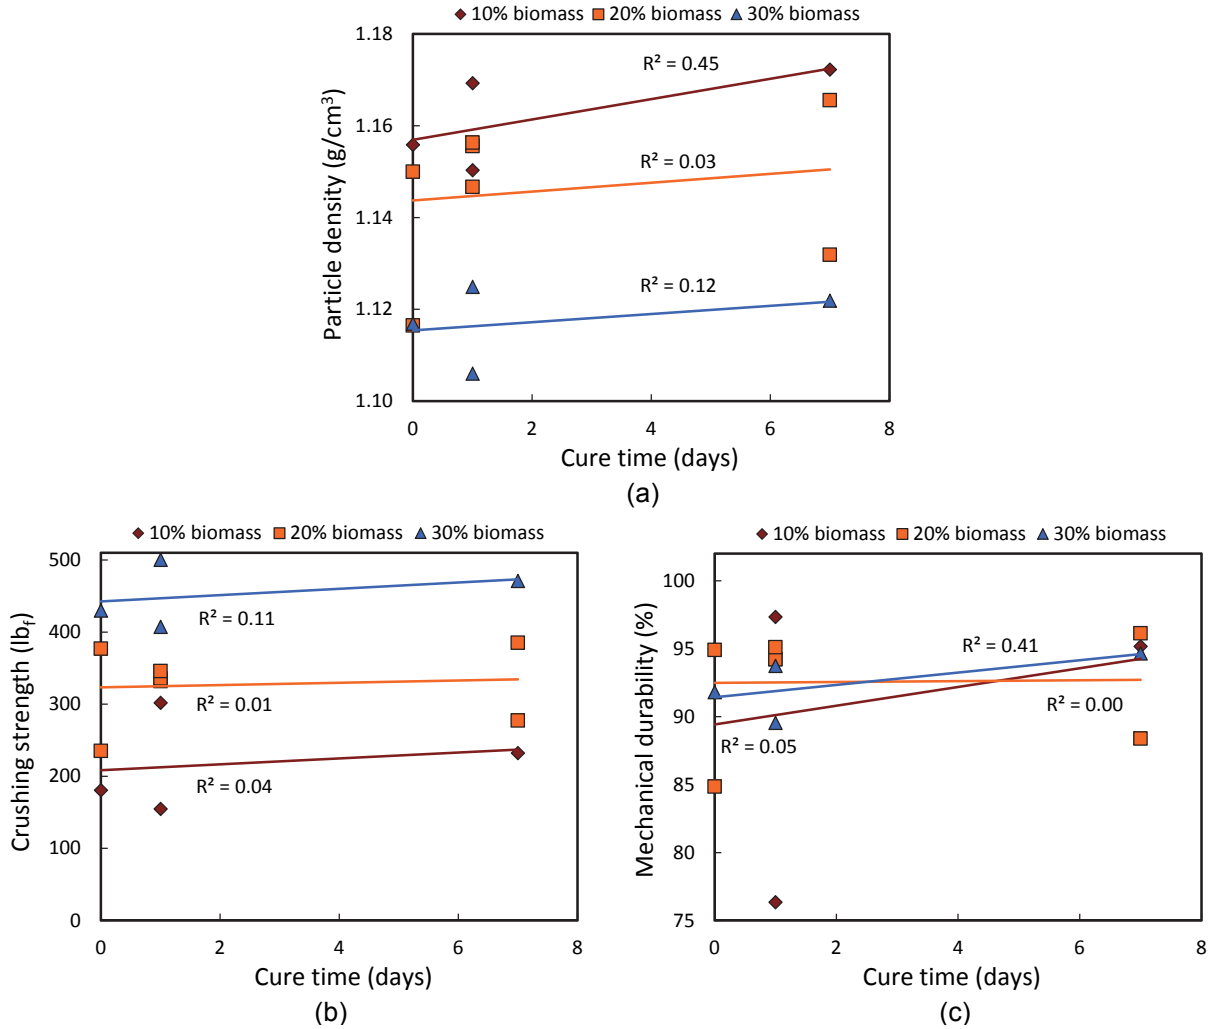 10% biomass 20% biomass 30% biomass
1.18
1.16
1.14
1.12
1.10
R² = 0.45
R² = 0.03
R² = 0.12
Particle density (g/cm³)
0 2 4 6 8
Cure time (days)
(a)
10% biomass 20% biomass 30% biomass
500
400
300
200
100
0
R² = 0.11
R² = 0.01
R² = 0.04
Crushing strength (lbf)
0 2 4 6 8
Cure time (days)
(b)
10% biomass 20% biomass 30% biomass
100
95
90
85
80
75
R² = 0.41
R² = 0.00
R² = 0.05
Mechanical durability (%)
0 2 4 6 8
Cure time (days)
(c)